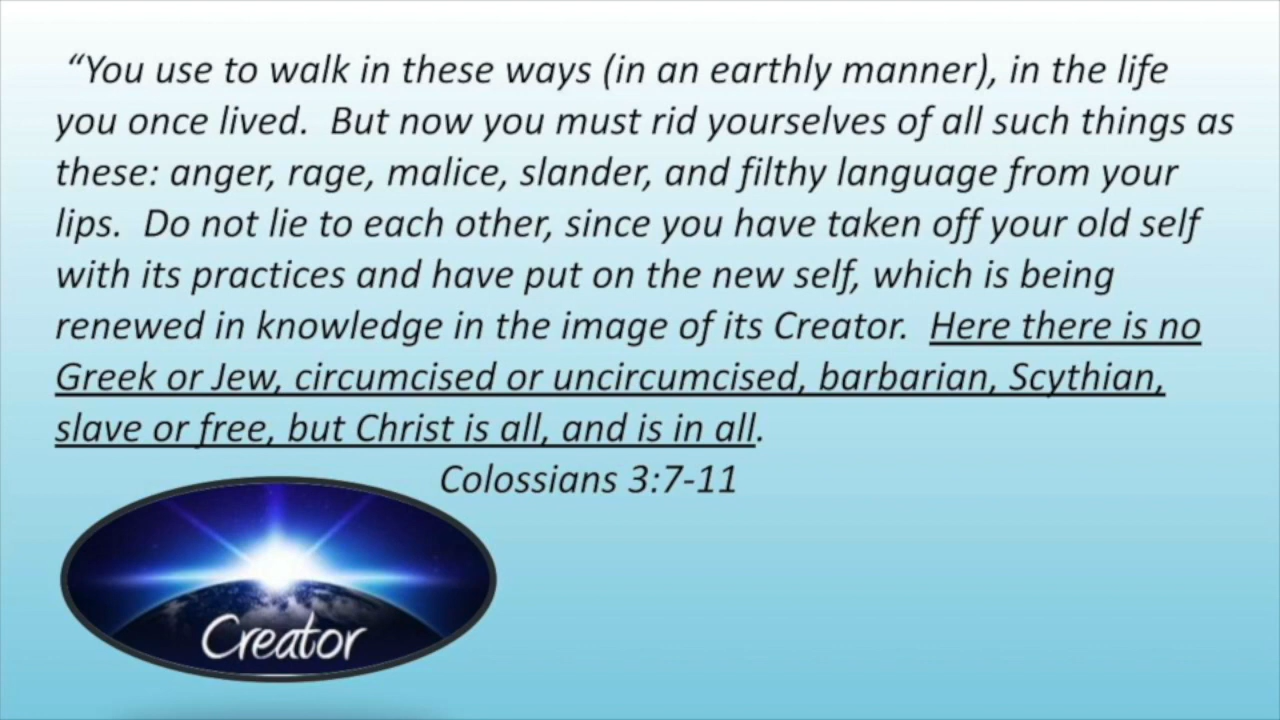 “You use to walk in these ways (in an earthly manner), in the life
you once lived.  But now you must rid yourselves of all such things as
these: anger, rage, malice, slander, and filthy language from your
lips.  Do not lie to each other, since you have taken off your old self
with its practices and have put on the new self, which is being
renewed in knowledge in the image of its Creator.  Here there is no
Greek or Jew, circumcised or uncircumcised, barbarian, Scythian,
slave or free, but Christ is all, and is in all.
Colossians 3:7-11
Creator